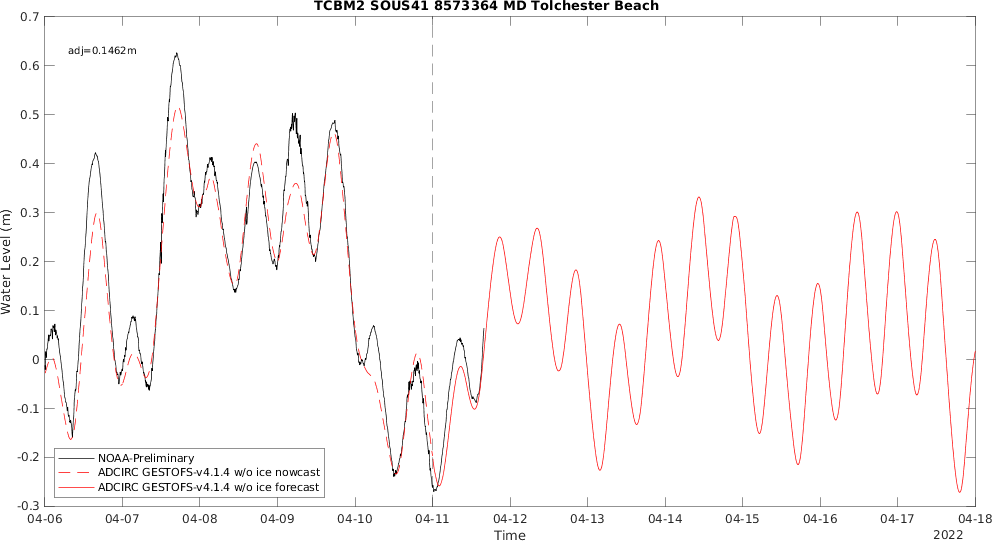 TCBM2 SOUS41 8573364 MD Tolchester Beach
adj=0.1462m
0.7
0.6
0.5
0.4
0.3
0.2
0.1
0
-0.1
-0.2
-0.3
Water Level (m)
NOAA-Preliminary
ADCIRC GESTOFS-v4.1.4 w/o ice nowcast
ADCIRC GESTOFS-v4.1.4 w/o ice forecast
04-06 04-07 04-08 04-09 04-10 04-11 04-12 04-13 04-14 04-15 04-16 04-17 04-18
Time
2022